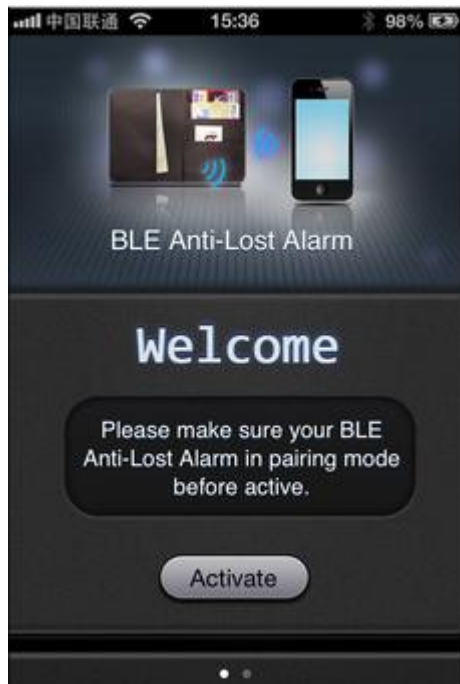 中国联通 15:36 98%
BLE Anti-Lost Alarm
Welcome
Please make sure your BLE
Anti-Lost Alarm in pairing mode
before active.
Activate